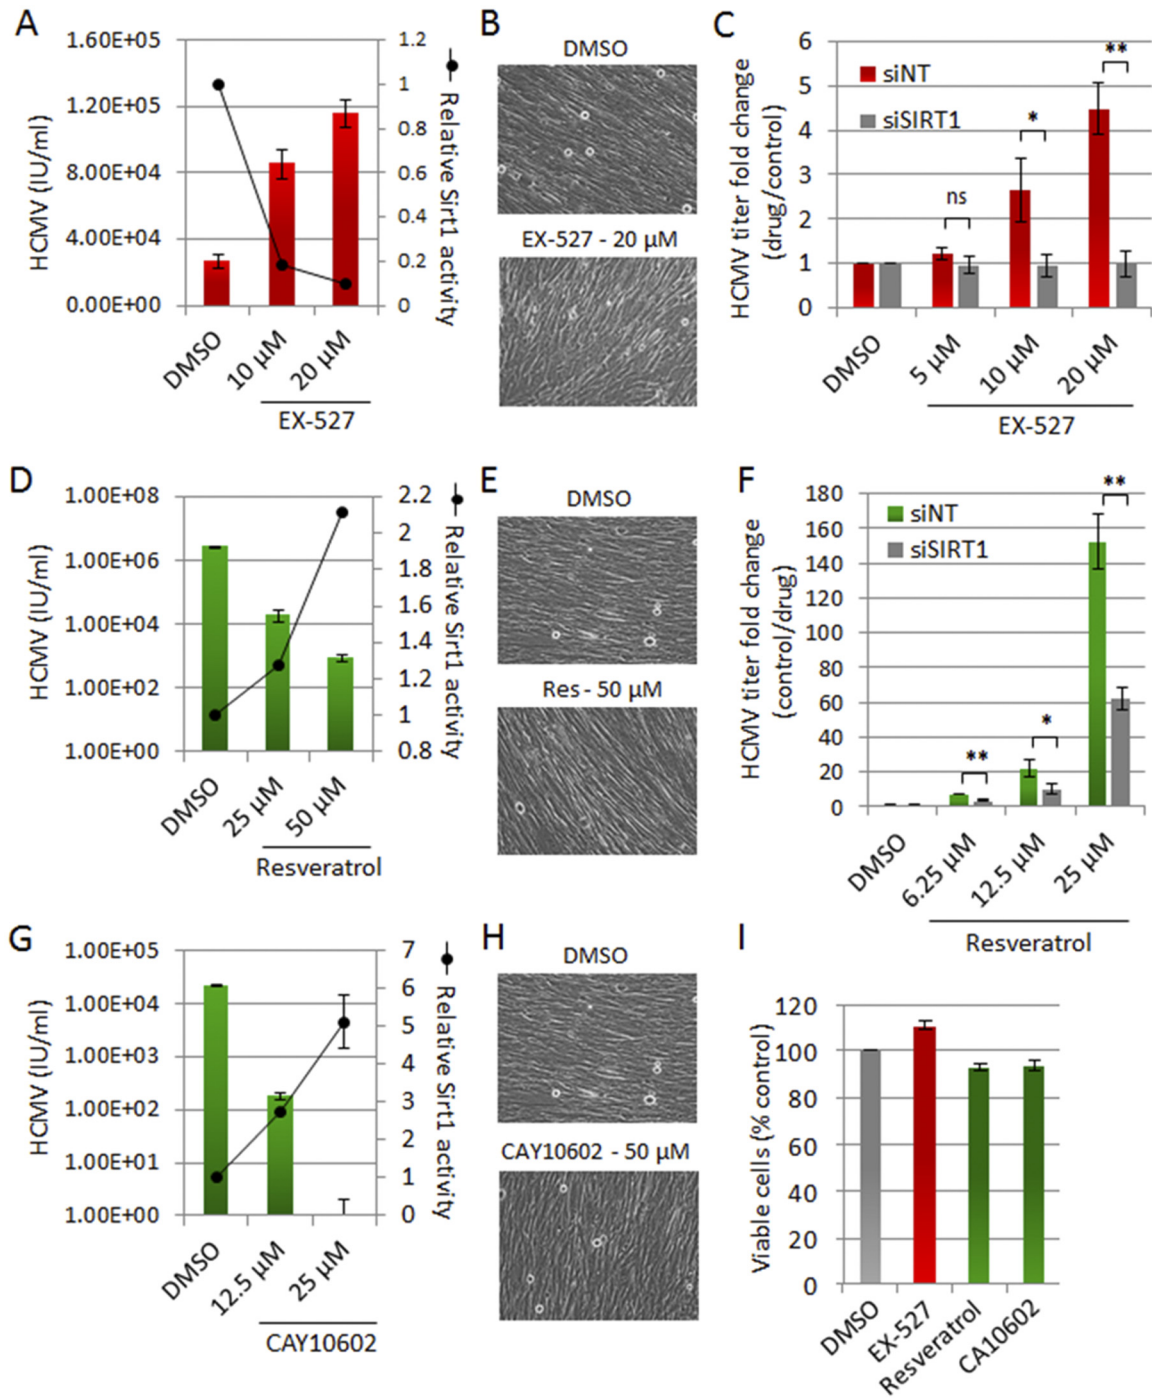 A
1.60E+05
1.20E+05
8.00E+04
4.00E+04
0.00E+00
HCMV (IU/ml)
1.2
1
0.8
0.6
0.4
0.2
0
Relative Sirt1 activity
DMSO
10 µM
20 µM
EX-527
B
DMSO
EX-527 - 20 µM
C
6
5
4
3
2
1
0
HCMV titer fold change
(drug/control)
siNT
siSIRT1
ns
*
**
DMSO
5 µM
10 µM
20 µM
EX-527
D
1.00E+08
1.00E+06
1.00E+04
1.00E+02
1.00E+00
HCMV (IU/ml)
2.2
2
1.8
1.6
1.4
1.2
1
0.8
Relative Sirt1 activity
DMSO
25 µM
50 µM
Resveratrol
E
DMSO
Res - 50 µM
F
180
160
140
120
100
80
60
40
20
0
HCMV titer fold change
(control/drug)
siNT
siSIRT1
**
*
**
DMSO
6.25 µM
12.5 µM
25 µM
Resveratrol
G
1.00E+05
1.00E+04
1.00E+03
1.00E+02
1.00E+01
1.00E+00
HCMV (IU/ml)
7
6
5
4
3
2
1
0
Relative Sirt1 activity
DMSO
12.5 µM
25 µM
CAY10602
H
DMSO
CAY10602 - 50 µM
I
120
100
80
60
40
20
0
Viable cells (% control)
DMSO
EX-527
Resveratrol
CA10602